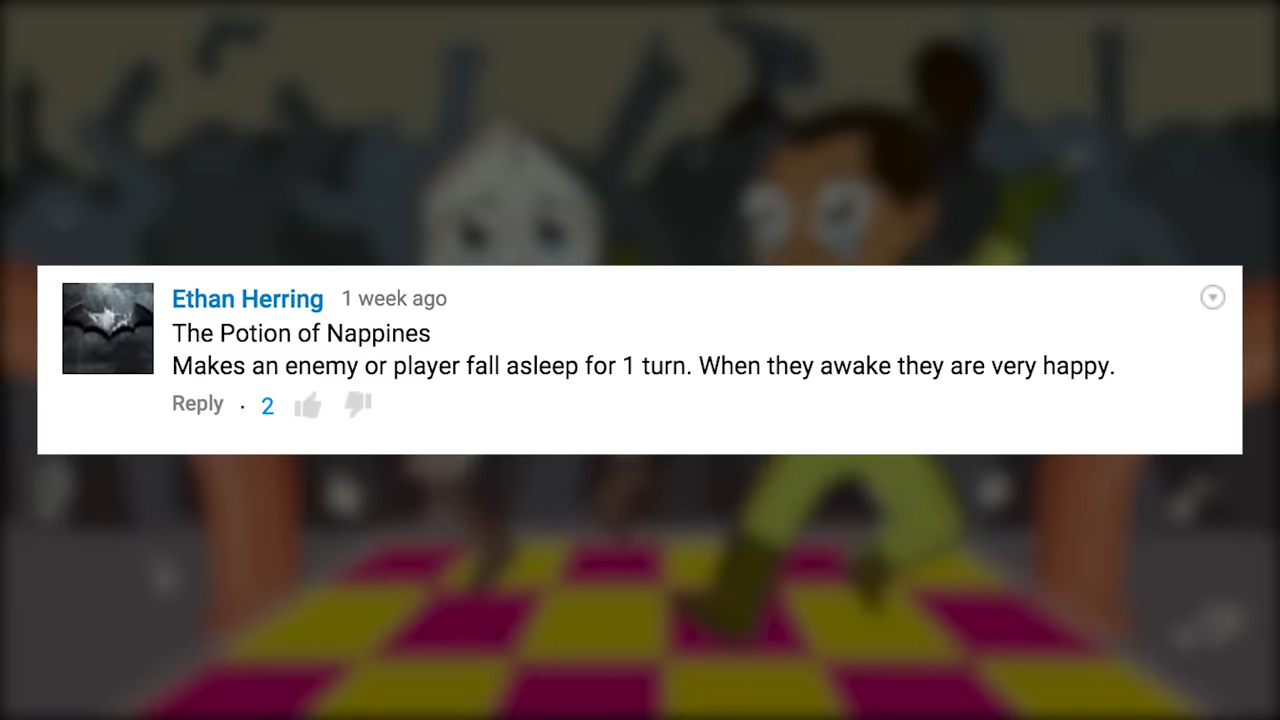 Ethan Herring 1 week ago
The Potion of Nappines
Makes an enemy or player fall asleep for 1 turn. When they awake they are very happy.
Reply · 2